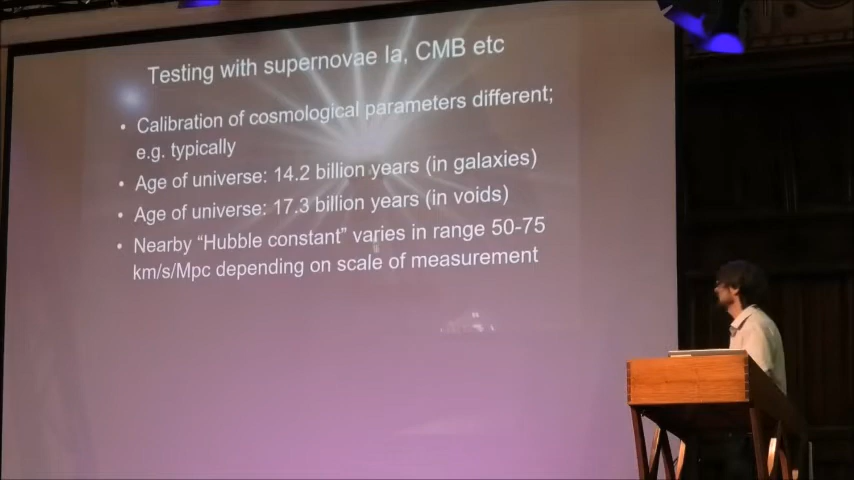 Testing with supernovae Ia, CMB etc
• Calibration of cosmological parameters different;
e.g. typically
• Age of universe: 14.2 billion years (in galaxies)
• Age of universe: 17.3 billion years (in voids)
• Nearby “Hubble constant” varies in range 50-75
km/s/Mpc depending on scale of measurement